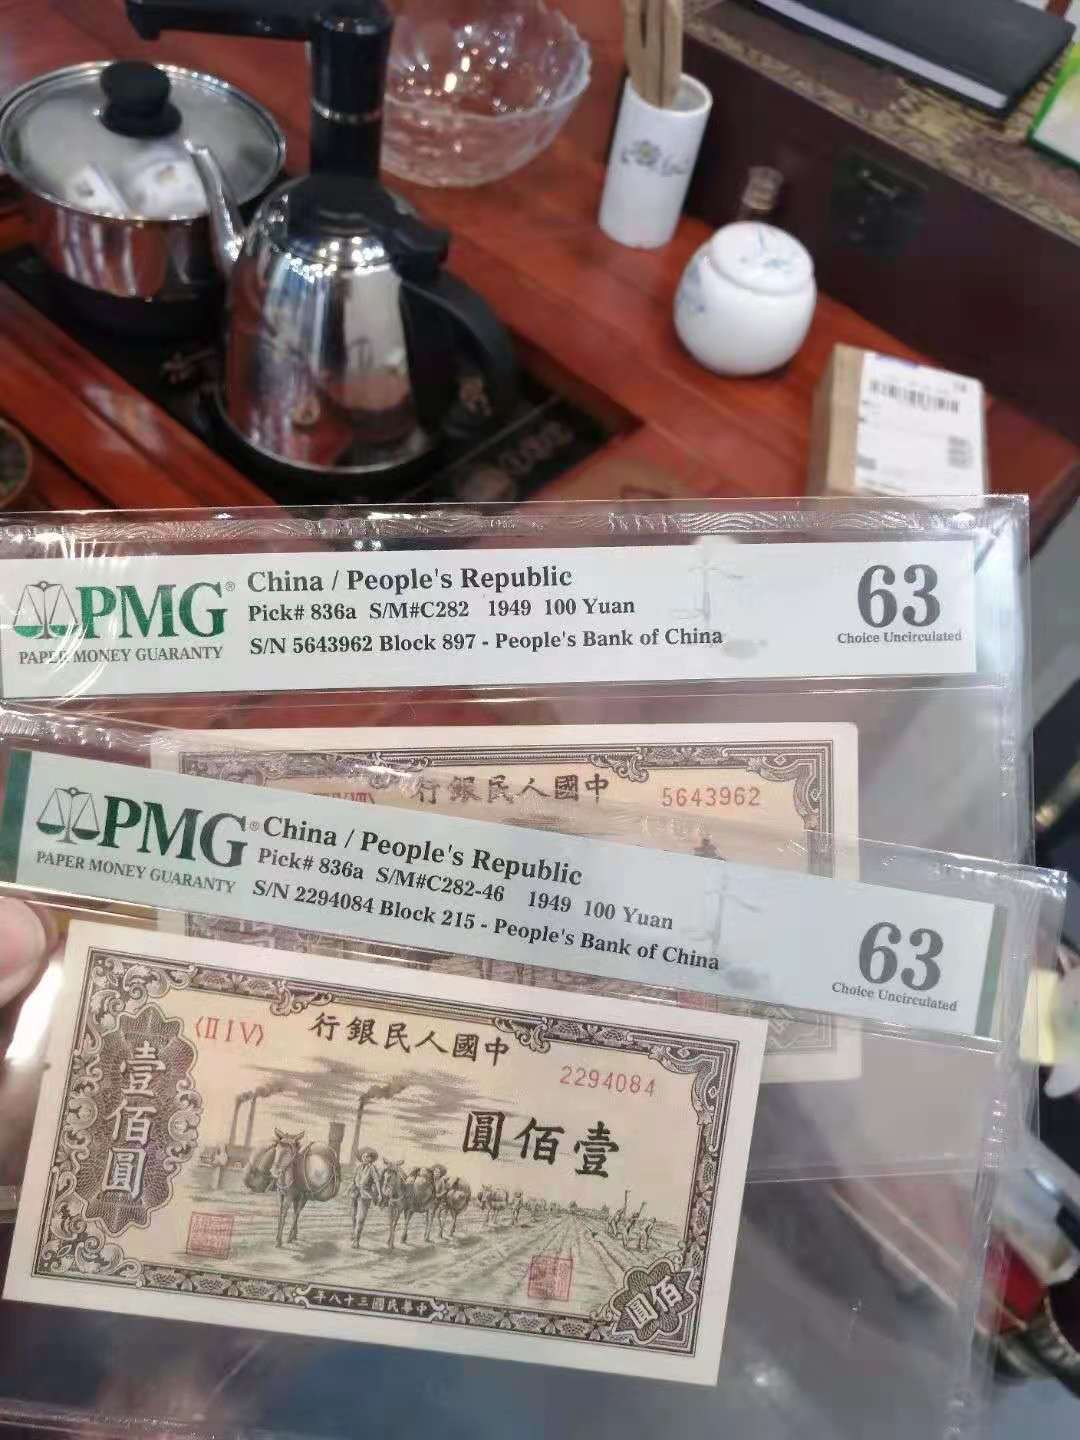 PMG®
PAPER MONEY GUARANTY
China / People's Republic
Pick# 836a S/M#C282 1949 100 Yuan
S/N 5643962 Block 897 - People's Bank of China
63
Choice Uncirculated
行銀民人國中
5643962
PMG®
PAPER MONEY GUARANTY
China / People's Republic
Pick# 836a S/M#C282-46 1949 100 Yuan
S/N 2294084 Block 215 - People's Bank of China
63
Choice Uncirculated
〈II I V〉
行銀民人國中
2294084
壹佰圓
圓佰壹
圓佰
年八十三國民華中